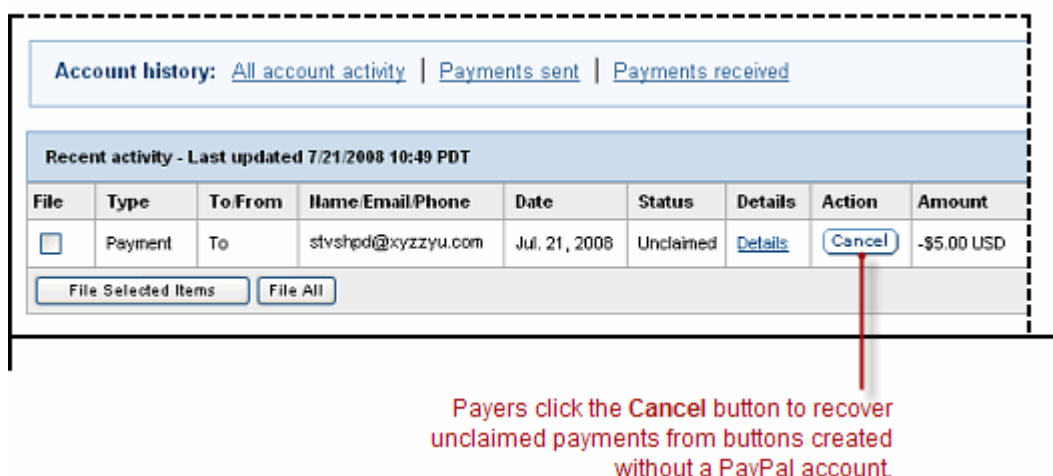 Account history: All account activity | Payments sent | Payments received
Recent activity - Last updated 7/21/2008 10:49 PDT
File Type To/From Name/Email/Phone Date Status Details Action Amount
Payment To stvshpd@xyzzyu.com Jul. 21, 2008 Unclaimed Details Cancel -$5.00 USD
File Selected Items File All
Payers click the Cancel button to recover
unclaimed payments from buttons created
without a PayPal account.